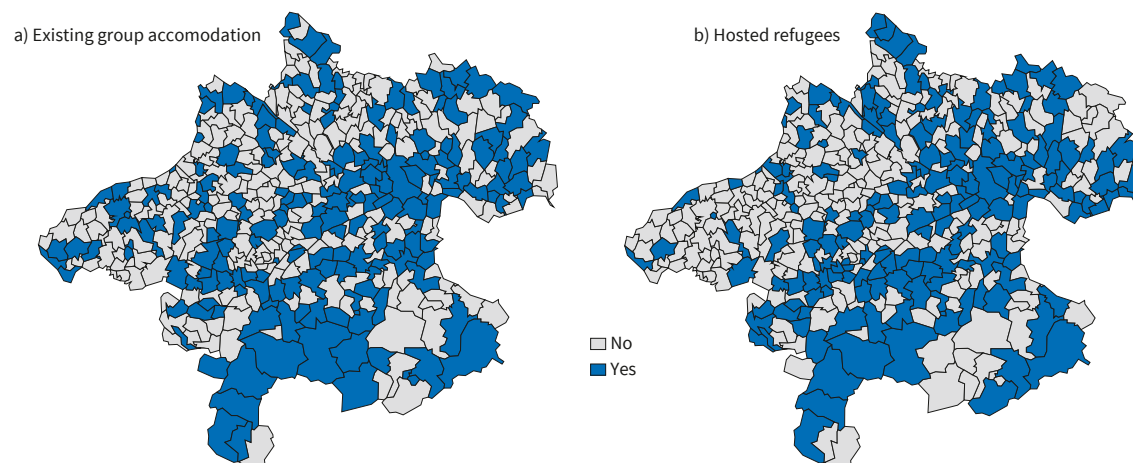 a) Existing group accomodation
b) Hosted refugees
No
Yes